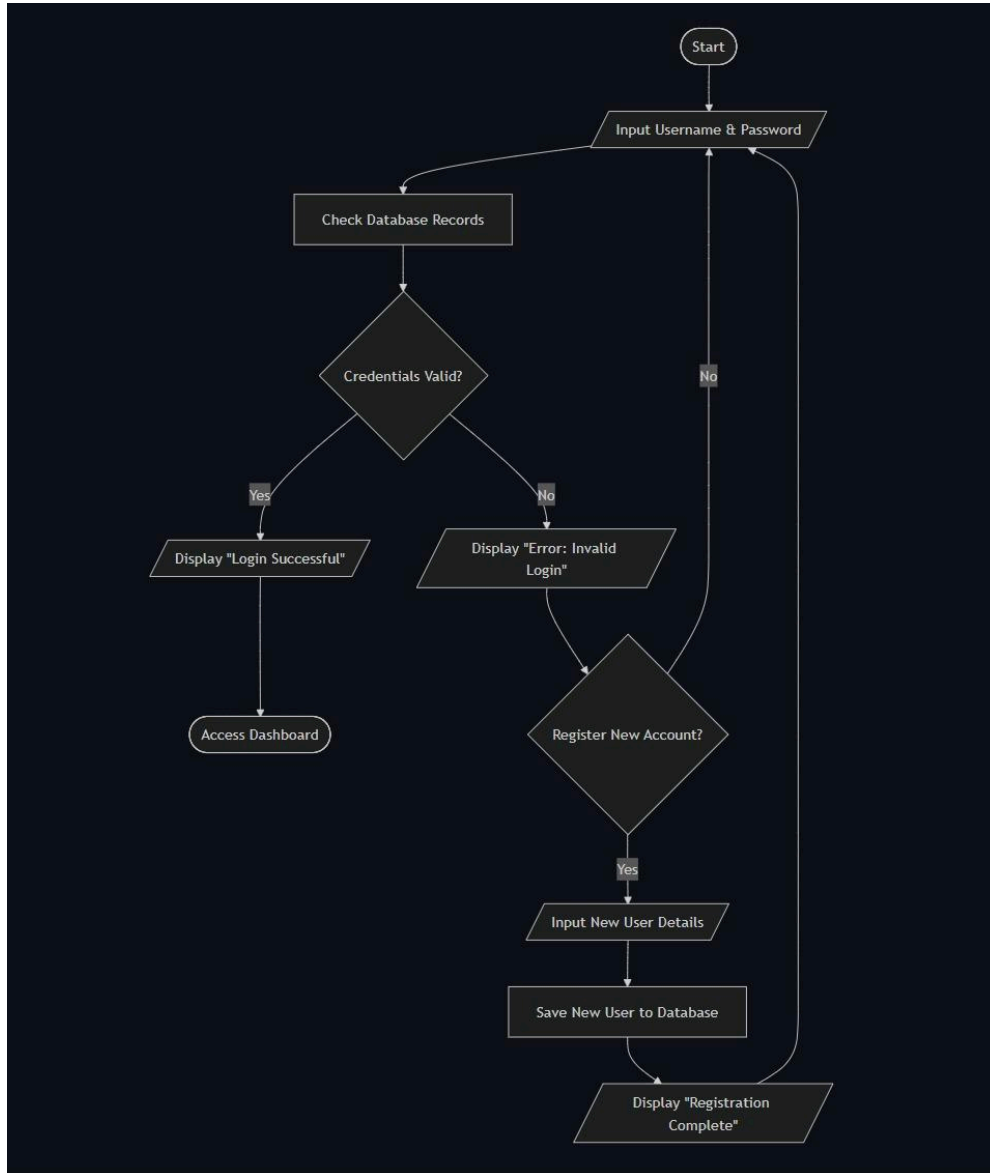 Start
Input Username & Password
Check Database Records
Credentials Valid?
No
Yes
No
Display "Login Successful"
Display "Error: Invalid
Login"
Access Dashboard
Register New Account?
Yes
Input New User Details
Save New User to Database
Display "Registration
Complete"